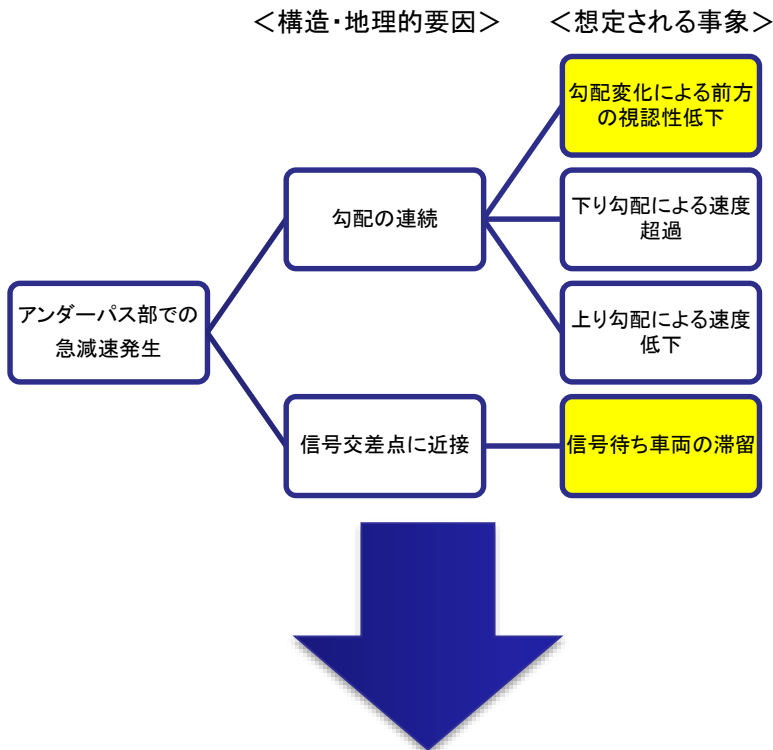 ＜構造・地理的要因＞
＜想定される事象＞
勾配変化による前方
の視認性低下
勾配の連続
下り勾配による速度
超過
アンダーパス部での
急減速発生
上り勾配による速度
低下
信号交差点に近接
信号待ち車両の滞留